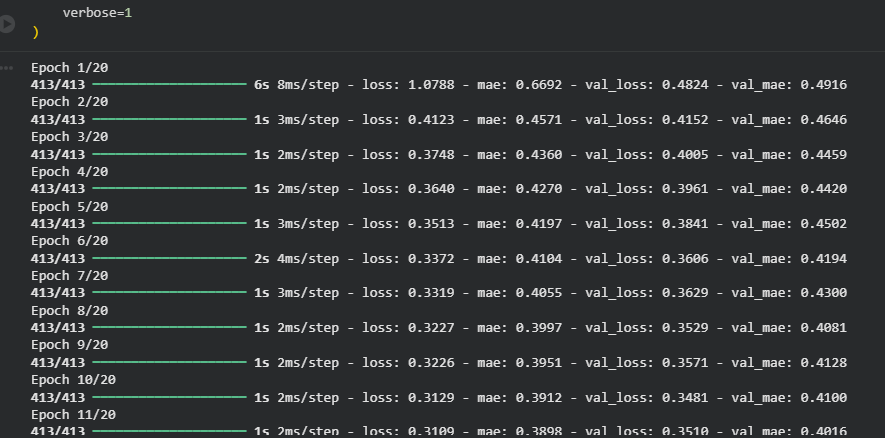 verbose=1
)
Epoch 1/20
413/413 ━━━━━━━━━━━━━━━━━━━━ 6s 8ms/step - loss: 1.0788 - mae: 0.6692 - val_loss: 0.4824 - val_mae: 0.4916
Epoch 2/20
413/413 ━━━━━━━━━━━━━━━━━━━━ 1s 3ms/step - loss: 0.4123 - mae: 0.4571 - val_loss: 0.4152 - val_mae: 0.4646
Epoch 3/20
413/413 ━━━━━━━━━━━━━━━━━━━━ 1s 2ms/step - loss: 0.3748 - mae: 0.4360 - val_loss: 0.4005 - val_mae: 0.4459
Epoch 4/20
413/413 ━━━━━━━━━━━━━━━━━━━━ 1s 2ms/step - loss: 0.3640 - mae: 0.4270 - val_loss: 0.3961 - val_mae: 0.4420
Epoch 5/20
413/413 ━━━━━━━━━━━━━━━━━━━━ 1s 3ms/step - loss: 0.3513 - mae: 0.4197 - val_loss: 0.3841 - val_mae: 0.4502
Epoch 6/20
413/413 ━━━━━━━━━━━━━━━━━━━━ 2s 4ms/step - loss: 0.3372 - mae: 0.4104 - val_loss: 0.3606 - val_mae: 0.4194
Epoch 7/20
413/413 ━━━━━━━━━━━━━━━━━━━━ 1s 3ms/step - loss: 0.3319 - mae: 0.4055 - val_loss: 0.3629 - val_mae: 0.4300
Epoch 8/20
413/413 ━━━━━━━━━━━━━━━━━━━━ 1s 2ms/step - loss: 0.3227 - mae: 0.3997 - val_loss: 0.3529 - val_mae: 0.4081
Epoch 9/20
413/413 ━━━━━━━━━━━━━━━━━━━━ 1s 2ms/step - loss: 0.3226 - mae: 0.3951 - val_loss: 0.3571 - val_mae: 0.4128
Epoch 10/20
413/413 ━━━━━━━━━━━━━━━━━━━━ 1s 2ms/step - loss: 0.3129 - mae: 0.3912 - val_loss: 0.3481 - val_mae: 0.4100
Epoch 11/20
413/413 ━━━━━━━━━━━━━━━━━━━━ 1s 2ms/step - loss: 0.3109 - mae: 0.3898 - val_loss: 0.3510 - val_mae: 0.4016